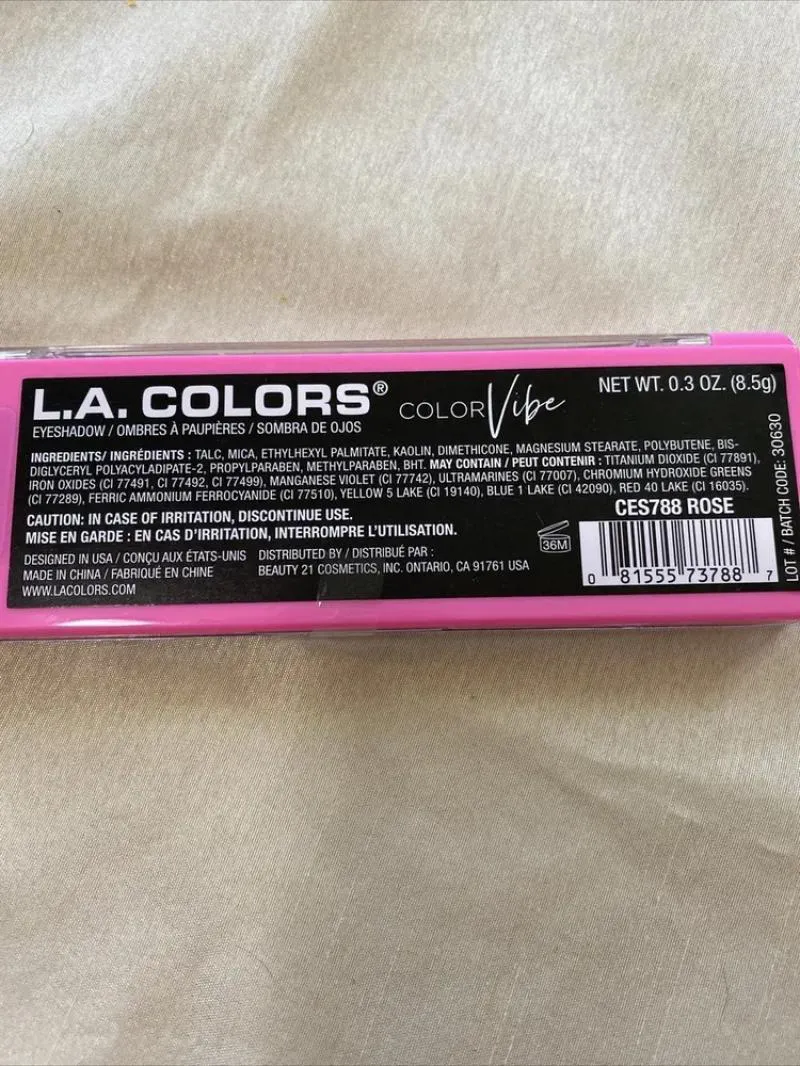 L.A. COLORS® COLOR Vibe NET WT. 0.3 OZ. (8.5g)
EYESHADOW / OMBRES À PAUPIÈRES / SOMBRA DE OJOS
INGREDIENTS/ INGRÉDIENTS : TALC, MICA, ETHYLHEXYL PALMITATE, KAOLIN, DIMETHICONE, MAGNESIUM STEARATE, POLYBUTENE, BIS-
DIGLYCERYL POLYACYLADIPATE-2, PROPYLPARABEN, METHYLPARABEN, BHT. MAY CONTAIN / PEUT CONTENIR : TITANIUM DIOXIDE (CI 77891),
IRON OXIDES (CI 77491, CI 77492, CI 77499), MANGANESE VIOLET (CI 77742), ULTRAMARINES (CI 77007), CHROMIUM HYDROXIDE GREENS
(CI 77289), FERRIC AMMONIUM FERROCYANIDE (CI 77510), YELLOW 5 LAKE (CI 19140), BLUE 1 LAKE (CI 42090), RED 40 LAKE (CI 16035).
CAUTION: IN CASE OF IRRITATION, DISCONTINUE USE.
MISE EN GARDE : EN CAS D'IRRITATION, INTERROMPRE L'UTILISATION.
DESIGNED IN USA / CONÇU AUX ÉTATS-UNIS
MADE IN CHINA / FABRIQUÉ EN CHINE
WWW.LACOLORS.COM
DISTRIBUTED BY / DISTRIBUÉ PAR :
BEAUTY 21 COSMETICS, INC. ONTARIO, CA 91761 USA
36M
CES788 ROSE
0 81555 73788 7
LOT # / BATCH CODE: 30630